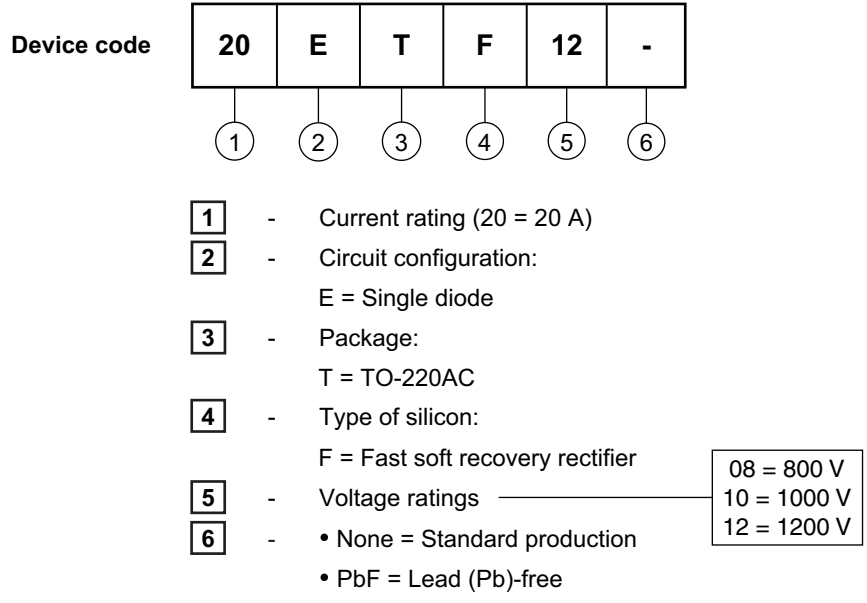 Device code 20 E T F 12 -
1 2 3 4 5 6
1 - Current rating (20 = 20 A)
2 - Circuit configuration:
E = Single diode
3 - Package:
T = TO-220AC
4 - Type of silicon:
F = Fast soft recovery rectifier
5 - Voltage ratings
08 = 800 V
10 = 1000 V
12 = 1200 V
6 - • None = Standard production
• PbF = Lead (Pb)-free